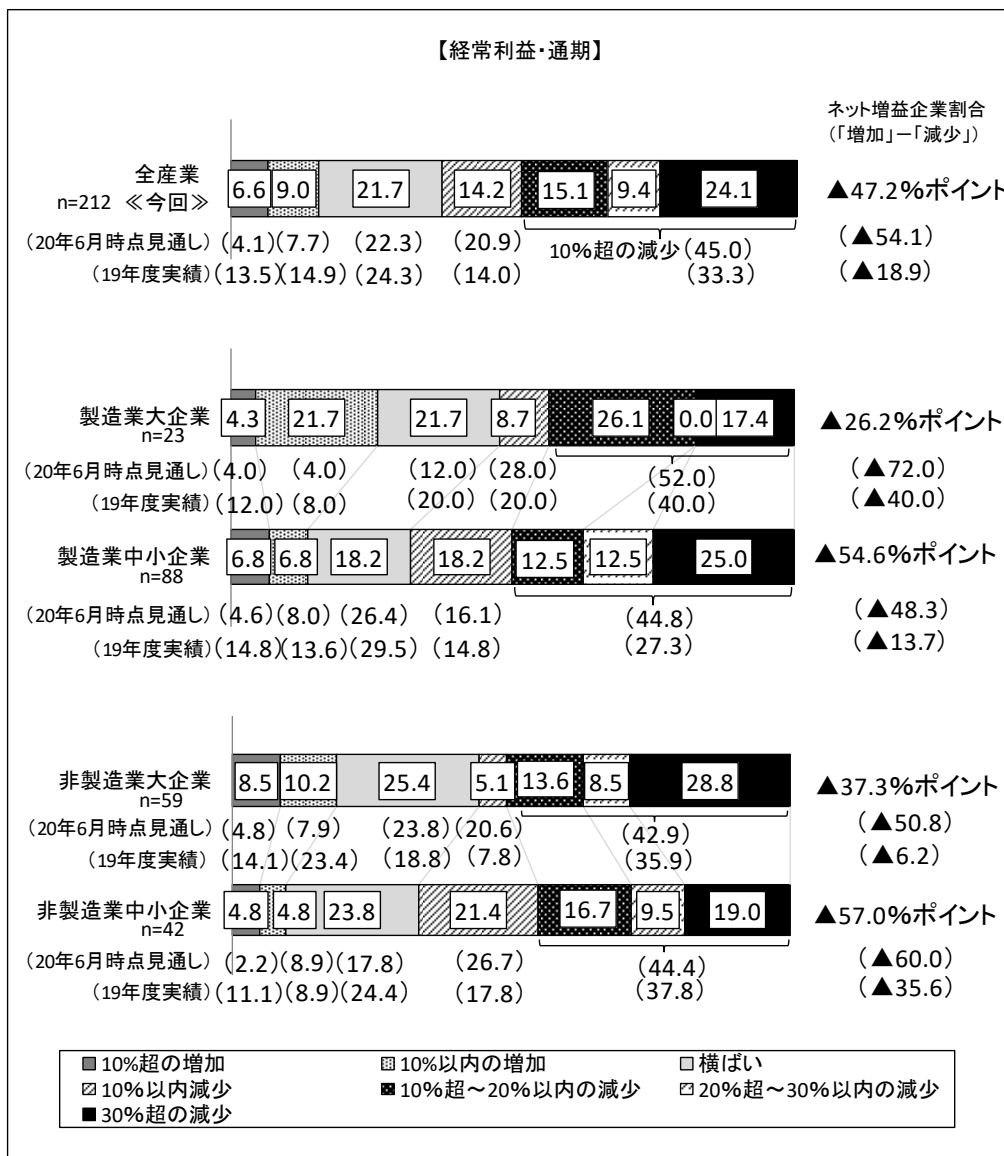 【経常利益・通期】
ネット増益企業割合
(「増加」－「減少」)
全産業
n=212 ≪今回≫
6.6 9.0 21.7 14.2 15.1 9.4 24.1 ▲47.2%ポイント
(20年6月時点見通し) (4.1) (7.7) (22.3) (20.9) 10%超の減少 (45.0) (▲54.1)
(19年度実績) (13.5) (14.9) (24.3) (14.0) (33.3) (▲18.9)
製造業大企業
n=23
4.3 21.7 21.7 8.7 26.1 0.0 17.4 ▲26.2%ポイント
(20年6月時点見通し) (4.0) (4.0) (12.0) (28.0) (52.0) (▲72.0)
(19年度実績) (12.0) (8.0) (20.0) (20.0) (40.0) (▲40.0)
製造業中小企業
n=88
6.8 6.8 18.2 18.2 12.5 12.5 25.0 ▲54.6%ポイント
(20年6月時点見通し) (4.6) (8.0) (26.4) (16.1) (44.8) (▲48.3)
(19年度実績) (14.8) (13.6) (29.5) (14.8) (27.3) (▲13.7)
非製造業大企業
n=59
8.5 10.2 25.4 5.1 13.6 8.5 28.8 ▲37.3%ポイント
(20年6月時点見通し) (4.8) (7.9) (23.8) (20.6) (42.9) (▲50.8)
(19年度実績) (14.1) (23.4) (18.8) (7.8) (35.9) (▲6.2)
非製造業中小企業
n=42
4.8 4.8 23.8 21.4 16.7 9.5 19.0 ▲57.0%ポイント
(20年6月時点見通し) (2.2) (8.9) (17.8) (26.7) (44.4) (▲60.0)
(19年度実績) (11.1) (8.9) (24.4) (17.8) (37.8) (▲35.6)
10%超の増加 10%以内の増加 横ばい
10%以内減少 10%超～20%以内の減少 20%超～30%以内の減少
30%超の減少